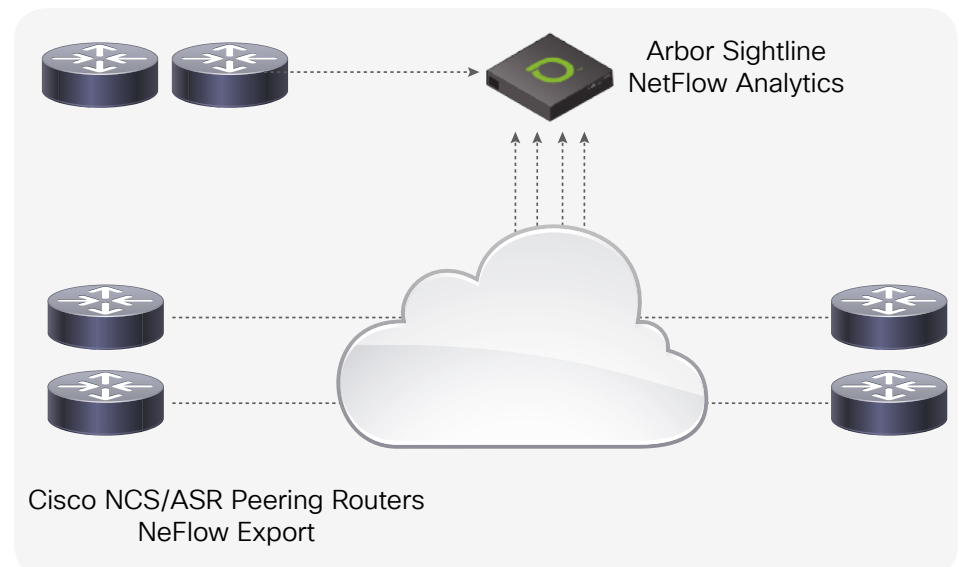 Arbor Sightline
NetFlow Analytics
Cisco NCS/ASR Peering Routers
NeFlow Export